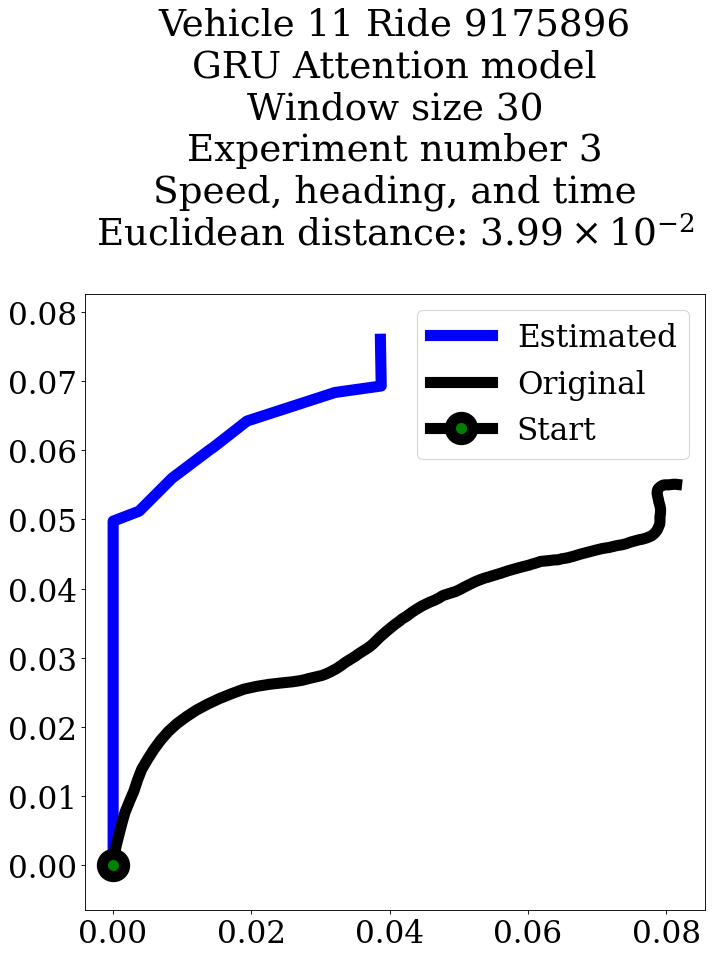 Vehicle 11 Ride 9175896
GRU Attention model
Window size 30
Experiment number 3
Speed, heading, and time
Euclidean distance: 3.99 × 10⁻²
0.08
0.07
0.06
0.05
0.04
0.03
0.02
0.01
0.00
Estimated
Original
Start
0.00 0.02 0.04 0.06 0.08